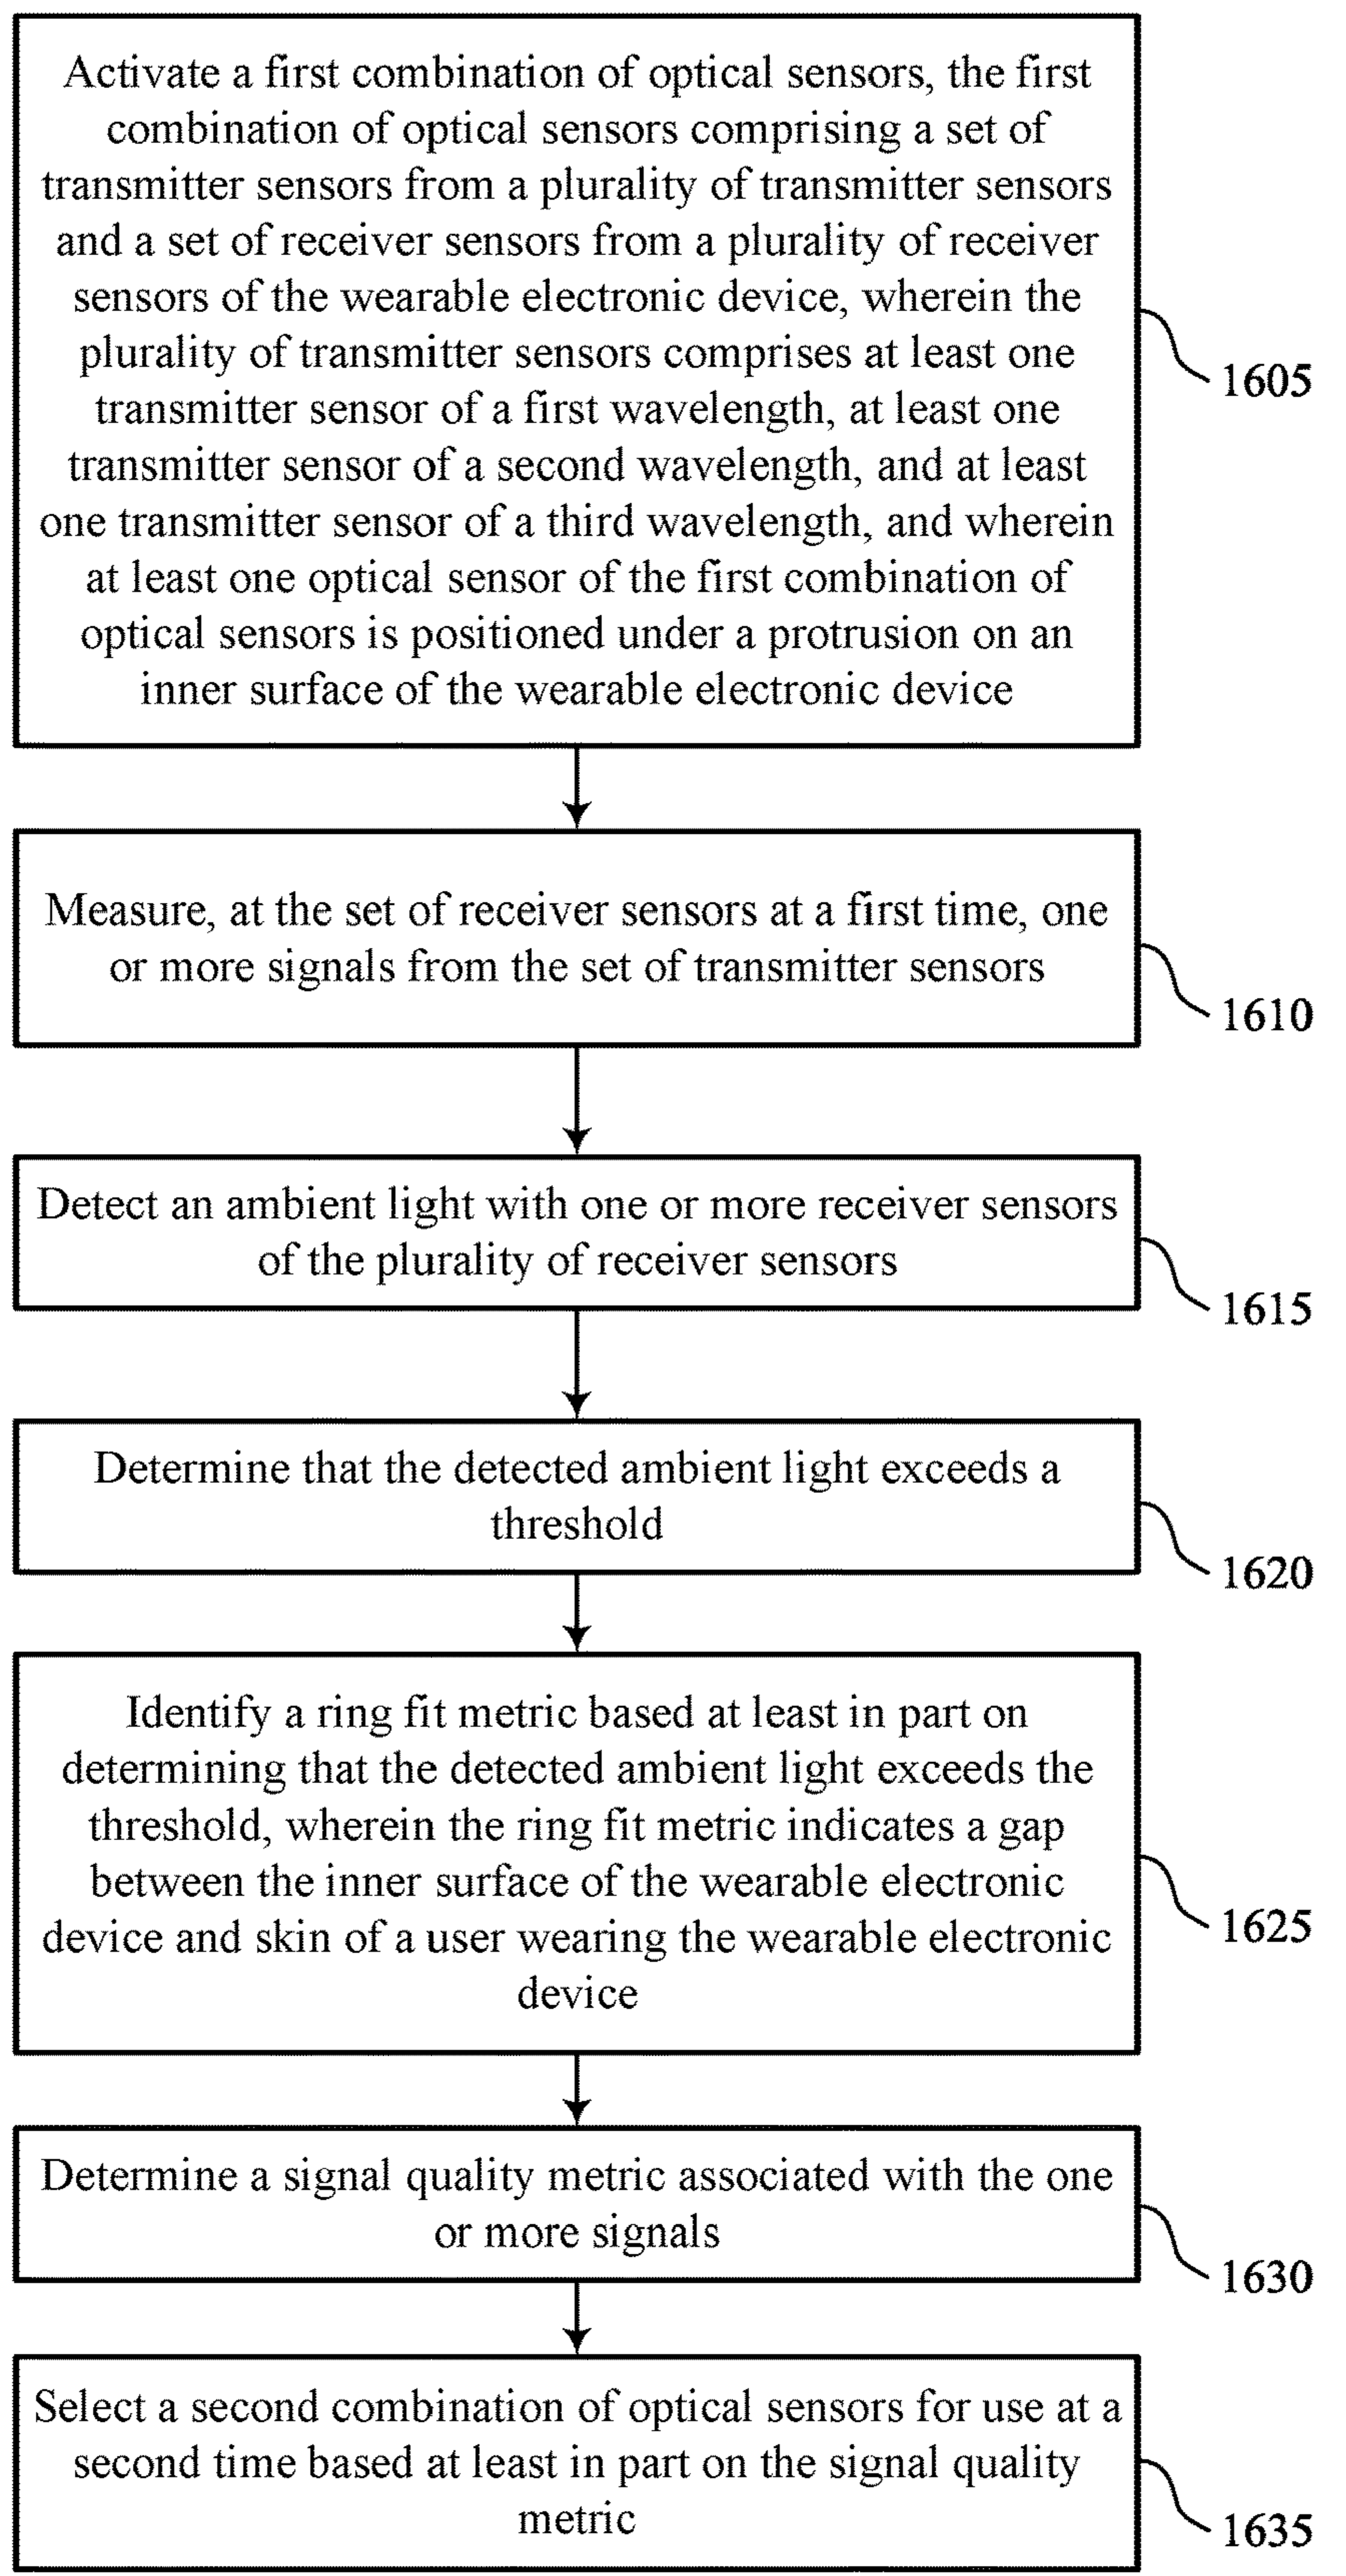 Activate a first combination of optical sensors, the first
combination of optical sensors comprising a set of
transmitter sensors from a plurality of transmitter sensors
and a set of receiver sensors from a plurality of receiver
sensors of the wearable electronic device, wherein the
plurality of transmitter sensors comprises at least one
transmitter sensor of a first wavelength, at least one
transmitter sensor of a second wavelength, and at least
one transmitter sensor of a third wavelength, and wherein
at least one optical sensor of the first combination of
optical sensors is positioned under a protrusion on an
inner surface of the wearable electronic device
1605
Measure, at the set of receiver sensors at a first time, one
or more signals from the set of transmitter sensors
1610
Detect an ambient light with one or more receiver sensors
of the plurality of receiver sensors
1615
Determine that the detected ambient light exceeds a
threshold
1620
Identify a ring fit metric based at least in part on
determining that the detected ambient light exceeds the
threshold, wherein the ring fit metric indicates a gap
between the inner surface of the wearable electronic
device and skin of a user wearing the wearable electronic
device
1625
Determine a signal quality metric associated with the one
or more signals
1630
Select a second combination of optical sensors for use at a
second time based at least in part on the signal quality
metric
1635